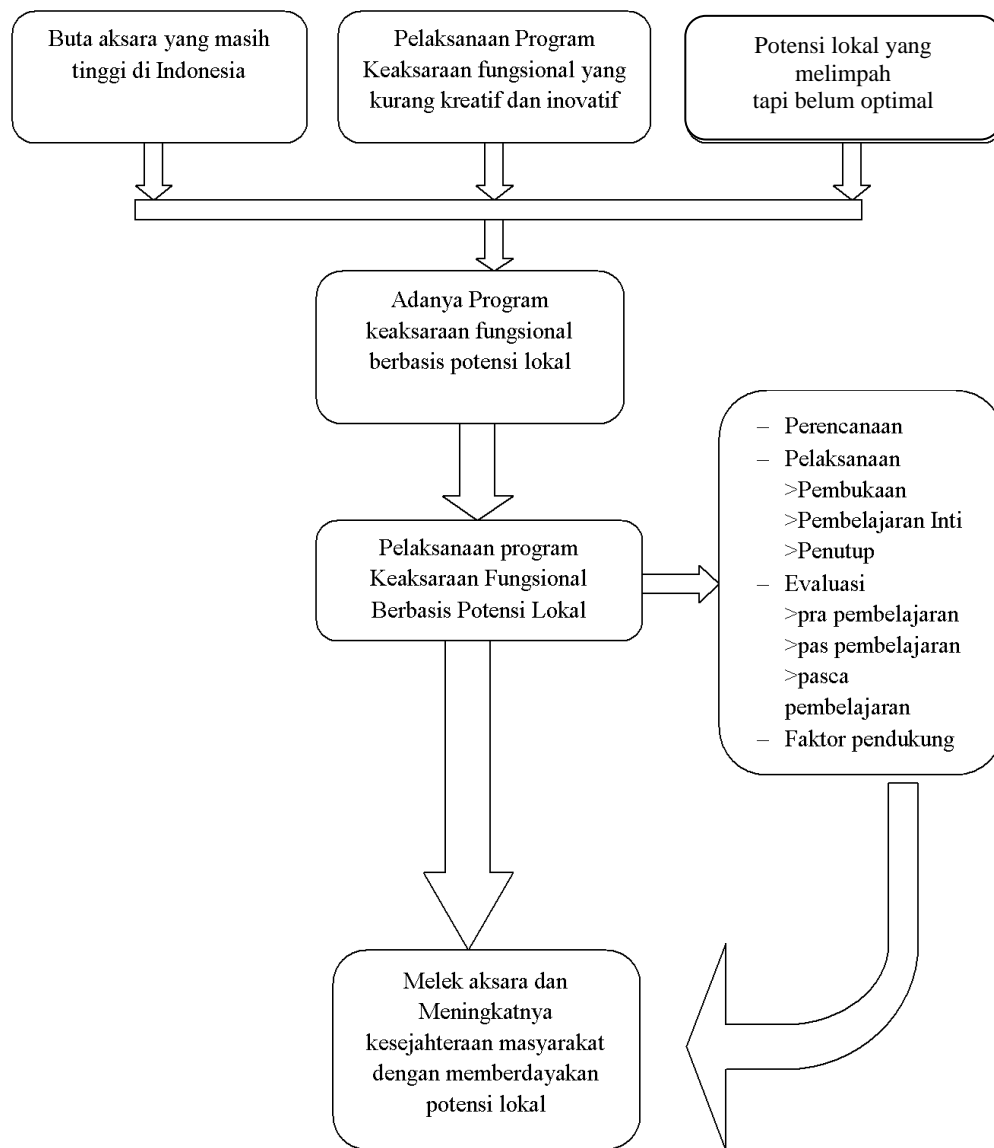 Buta aksara yang masih
tinggi di Indonesia
Pelaksanaan Program
Keaksaraan fungsional yang
kurang kreatif dan inovatif
Potensi lokal yang
melimpah
tapi belum optimal
Adanya Program
keaksaraan fungsional
berbasis potensi lokal
Pelaksanaan program
Keaksaraan Fungsional
Berbasis Potensi Lokal
– Perencanaan
– Pelaksanaan
>Pembukaan
>Pembelajaran Inti
>Penutup
– Evaluasi
>pra pembelajaran
>pas pembelajaran
>pasca
pembelajaran
– Faktor pendukung
Melek aksara dan
Meningkatnya
kesejahteraan masyarakat
dengan memberdayakan
potensi lokal